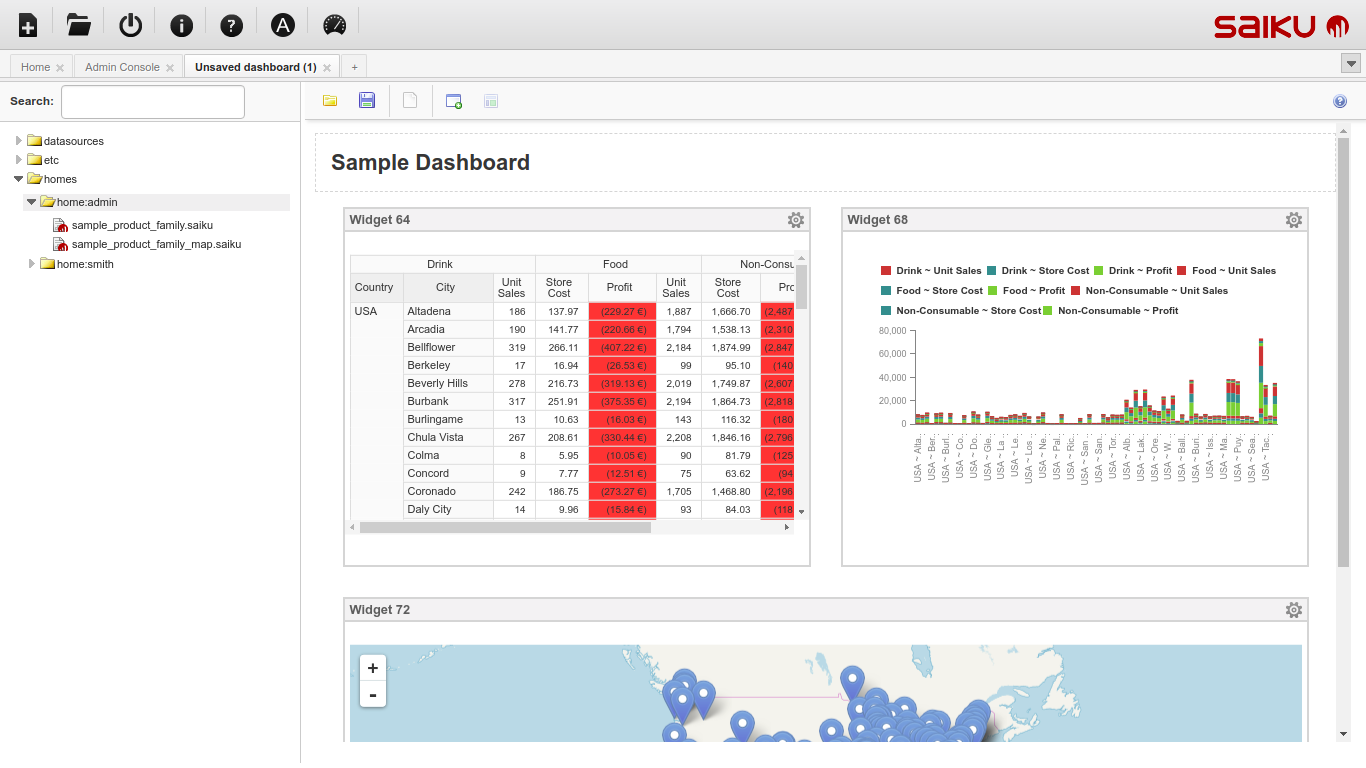 saiku
Home
Admin Console
Unsaved dashboard (1)
+
Search:
datasources
etc
homes
home:admin
sample_product_family.saiku
sample_product_family_map.saiku
home:smith
Sample Dashboard
Widget 64
Drink Food Non-Consu
Country City Unit Sales Store Cost Profit Unit Sales Store Cost Prc
USA Altadena 186 137.97 (229.27 €) 1,887 1,666.70 (2,487
Arcadia 190 141.77 (220.66 €) 1,794 1,538.13 (2,310
Bellflower 319 266.11 (407.22 €) 2,184 1,874.99 (2,847
Berkeley 17 16.94 (26.53 €) 99 95.10 (140
Beverly Hills 278 216.73 (319.13 €) 2,019 1,749.87 (2,607
Burbank 317 251.91 (375.35 €) 2,194 1,864.73 (2,818
Burlingame 13 10.63 (16.03 €) 143 116.32 (180
Chula Vista 267 208.61 (330.44 €) 2,208 1,846.16 (2,796
Colma 8 5.95 (10.05 €) 90 81.79 (125
Concord 9 7.77 (12.51 €) 75 63.62 (94
Coronado 242 186.75 (273.27 €) 1,705 1,468.80 (2,196
Daly City 14 9.96 (15.84 €) 93 84.03 (118
Widget 68
Drink ~ Unit Sales Drink ~ Store Cost Drink ~ Profit Food ~ Unit Sales
Food ~ Store Cost Food ~ Profit Non-Consumable ~ Unit Sales
Non-Consumable ~ Store Cost Non-Consumable ~ Profit
80,000
60,000
40,000
20,000
0
USA ~ Alta..
USA ~ Ber..
USA ~ Burl..
USA ~ Co..
USA ~ Do..
USA ~ Gle..
USA ~ La ..
USA ~ Le..
USA ~ Los ..
USA ~ Ne..
USA ~ Pal..
USA ~ Ric..
USA ~ San ..
USA ~ San..
USA ~ Tor..
USA ~ Alb..
USA ~ Lak..
USA ~ Ore..
USA ~ W. ..
USA ~ Ball..
USA ~ Burl..
USA ~ Iss..
USA ~ Ma..
USA ~ Puy..
USA ~ Sea..
USA ~ Tac..
Widget 72
+
-